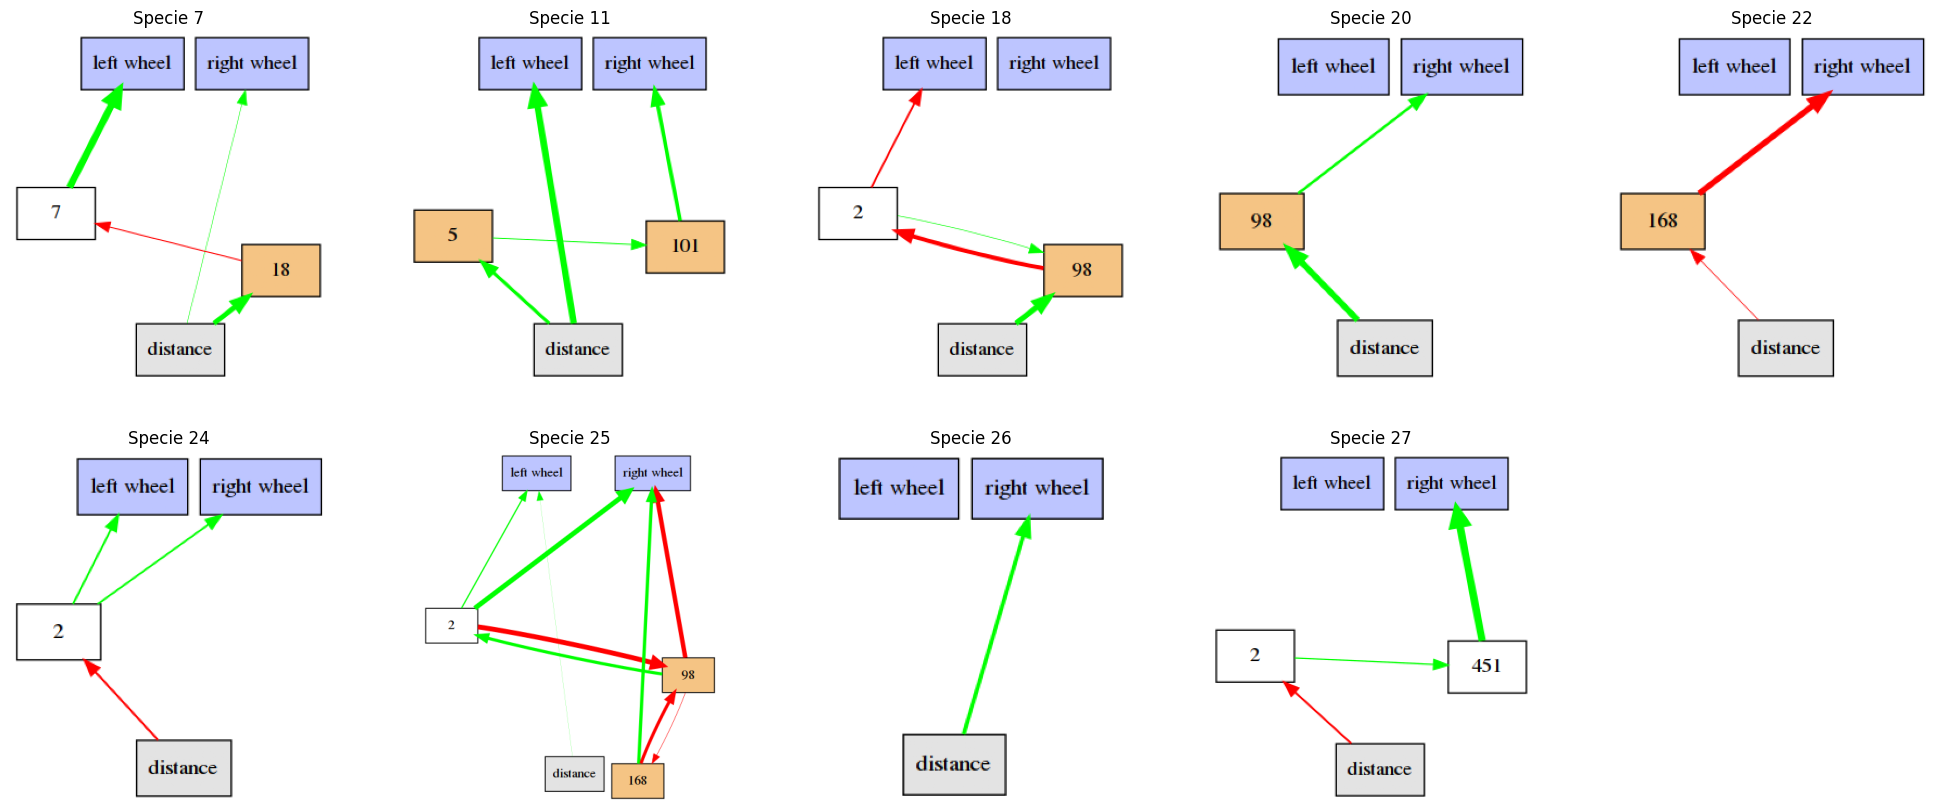 Specie 7
left wheel
right wheel
7
18
distance
Specie 11
left wheel
right wheel
5
101
distance
Specie 18
left wheel
right wheel
2
98
distance
Specie 20
left wheel
right wheel
98
distance
Specie 22
left wheel
right wheel
168
distance
Specie 24
left wheel
right wheel
2
distance
Specie 25
left wheel
right wheel
2
98
distance
168
Specie 26
left wheel
right wheel
distance
Specie 27
left wheel
right wheel
2
451
distance